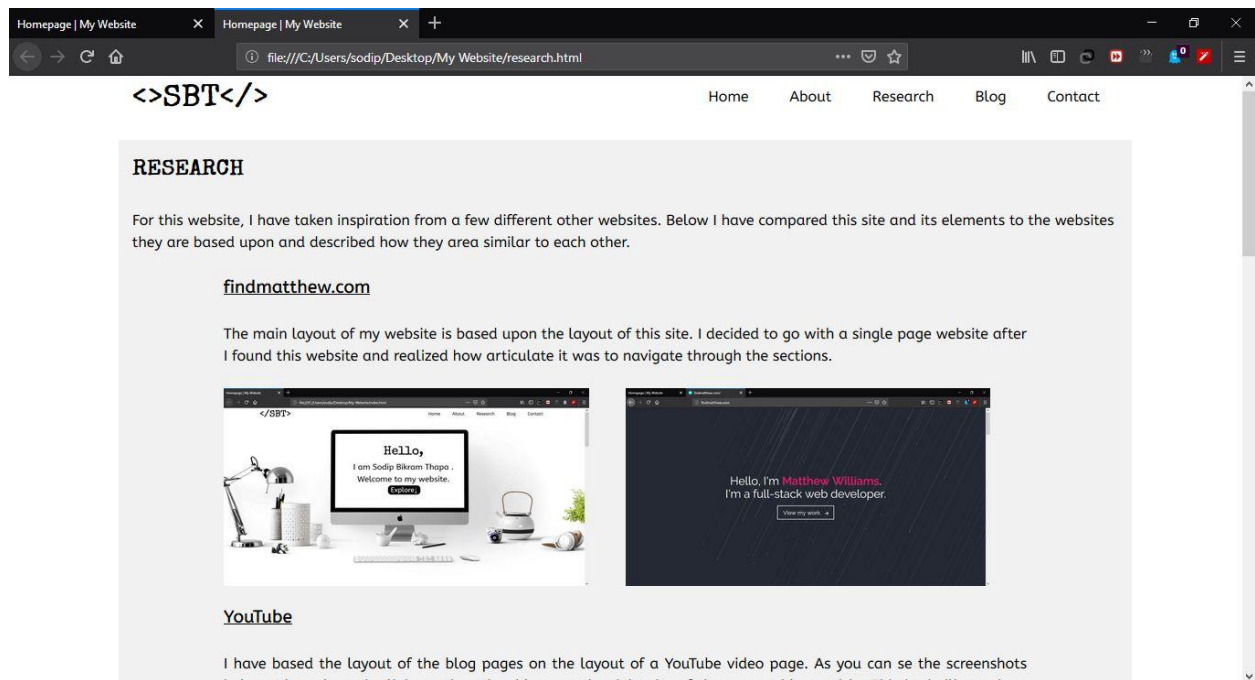 Homepage | My Website
Homepage | My Website
file:///C:/Users/sodip/Desktop/My Website/research.html
<>SBT</>
Home About Research Blog Contact
RESEARCH
For this website, I have taken inspiration from a few different other websites. Below I have compared this site and its elements to the websites
they are based upon and described how they area similar to each other.
findmatthew.com
The main layout of my website is based upon the layout of this site. I decided to go with a single page website after
I found this website and realized how articulate it was to navigate through the sections.
</SBT>
Home About Research Blog Contact
Hello,
I am Sodip Bikram Thapa .
Welcome to my website.
Explore
Hello, I'm Matthew Williams.
I'm a full-stack web developer.
View my work
YouTube
I have based the layout of the blog pages on the layout of a YouTube video page. As you can se the screenshots